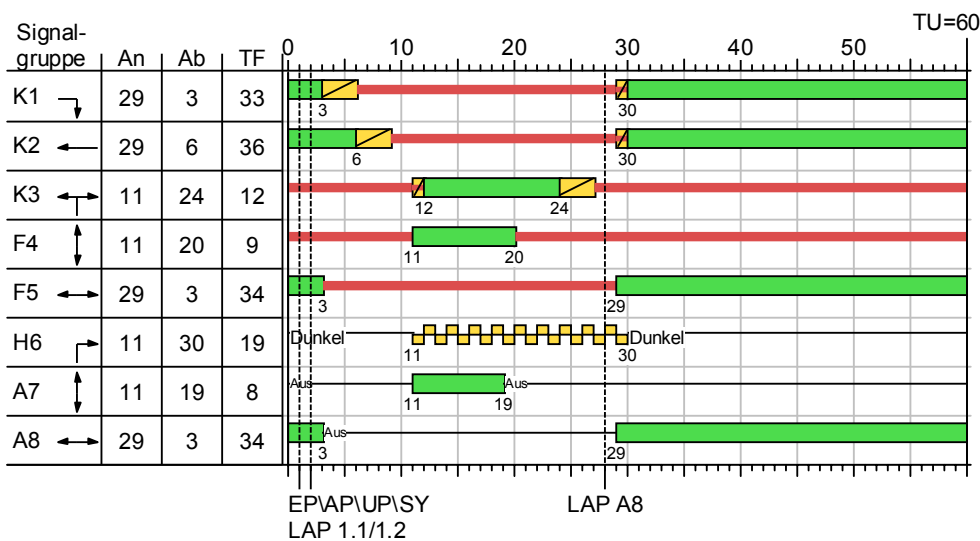 TU=60
Signal-
gruppe An Ab TF 0 10 20 30 40 50
K1 29 3 33 3 30
K2 29 6 36 6 30
K3 11 24 12 12 24
F4 11 20 9 11 20
F5 29 3 34 3 29
H6 11 30 19 Dunkel 11 30 Dunkel
A7 11 19 8 Aus 11 19 Aus
A8 29 3 34 3 Aus 29
EP\AP\UP\SY LAP A8
LAP 1.1/1.2